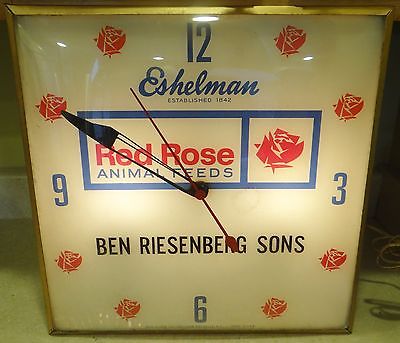 12
Eshelman
ESTABLISHED 1842
Red Rose
ANIMAL FEEDS
9
3
BEN RIESENBERG SONS
6